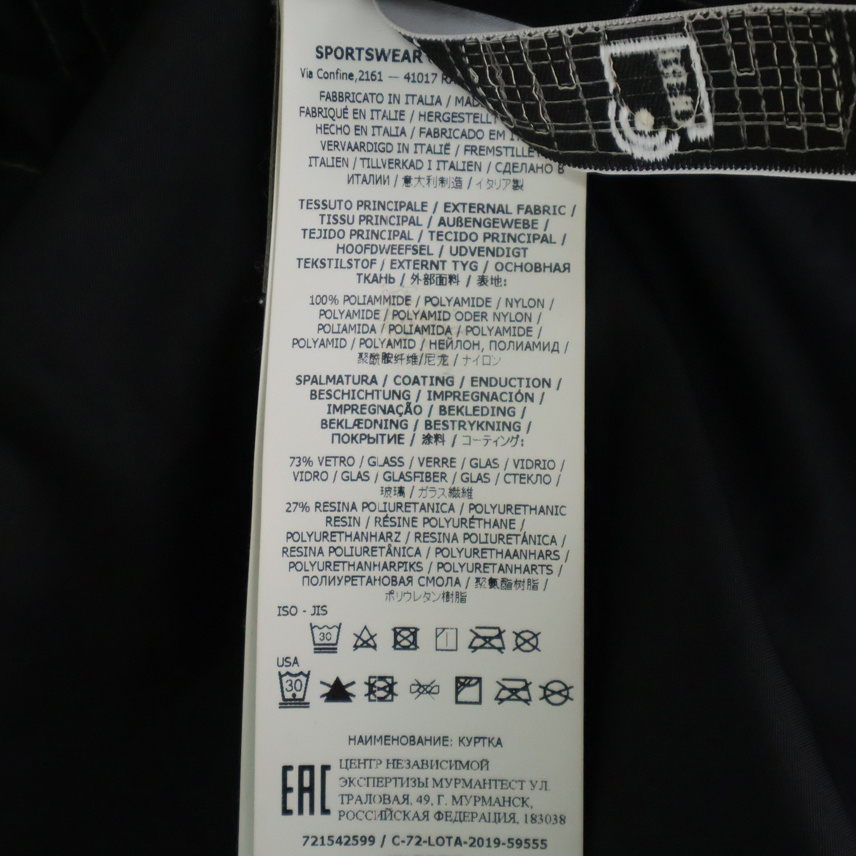 SPORTSWEAR
Via Confine,2161 — 41017
FABBRICATO IN ITALIA /
FABRIQUÉ EN ITALIE / HERGESTELLT
HECHO EN ITALIA / FABRICADO EM
VERVAARDIGD IN ITALIË /
ITALIEN / TILLVERKAD I ITALIEN / СДЕЛАНО В
ИТАЛИИ / 意大利制造 / イタリア製
TESSUTO PRINCIPALE / EXTERNAL FABRIC /
TISSU PRINCIPAL / AUßENGEWEBE /
TEJIDO PRINCIPAL / TECIDO PRINCIPAL /
HOOFDWEEFSEL / UDVENDIGT
TEKSTILSTOF / EXTERNT TYG / ОСНОВНАЯ
ТКАНЬ / 外部面料 / 表地:
100% POLIAMMIDE / POLYAMIDE / NYLON /
POLYAMIDE / POLYAMID ODER NYLON /
POLIAMIDA / POLIAMIDA / POLYAMIDE /
POLYAMID / POLYAMID / НЕЙЛОН, ПОЛИАМИД /
聚酰胺纤维/尼龙 / ナイロン
SPALMATURA / COATING / ENDUCTION /
BESCHICHTUNG / IMPREGNACIÓN /
IMPREGNAÇÃO / BEKLEDING /
BEKLÆDNING / BESTRYKNING /
ПОКРЫТИЕ / 涂料 / コーティング:
73% VETRO / GLASS / VERRE / GLAS / VIDRIO /
VIDRO / GLAS / GLASFIBER / GLAS / СТЕКЛО /
玻璃 / ガラス繊維
27% RESINA POLIURETANICA / POLYURETHANIC
RESIN / RÉSINE POLYURÉTHANE /
POLYURETHANHARZ / RESINA POLIURETÁNICA /
RESINA POLIURETÂNICA / POLYURETHAANHARS /
POLYURETHANHARPIKS / POLYURETANHARTS /
ПОЛИУРЕТАНОВАЯ СМОЛА / 聚氨酯树脂 /
ポリウレタン樹脂
ISO - JIS
30
USA
30
НАИМЕНОВАНИЕ: КУРТКА
EAC
ЦЕНТР НЕЗАВИСИМОЙ
ЭКСПЕРТИЗЫ МУРМАНТЕСТ УЛ.
ТРАЛОВАЯ, 49, Г. МУРМАНСК,
РОССИЙСКАЯ ФЕДЕРАЦИЯ, 183038
721542599 / C-72-LOTA-2019-59555